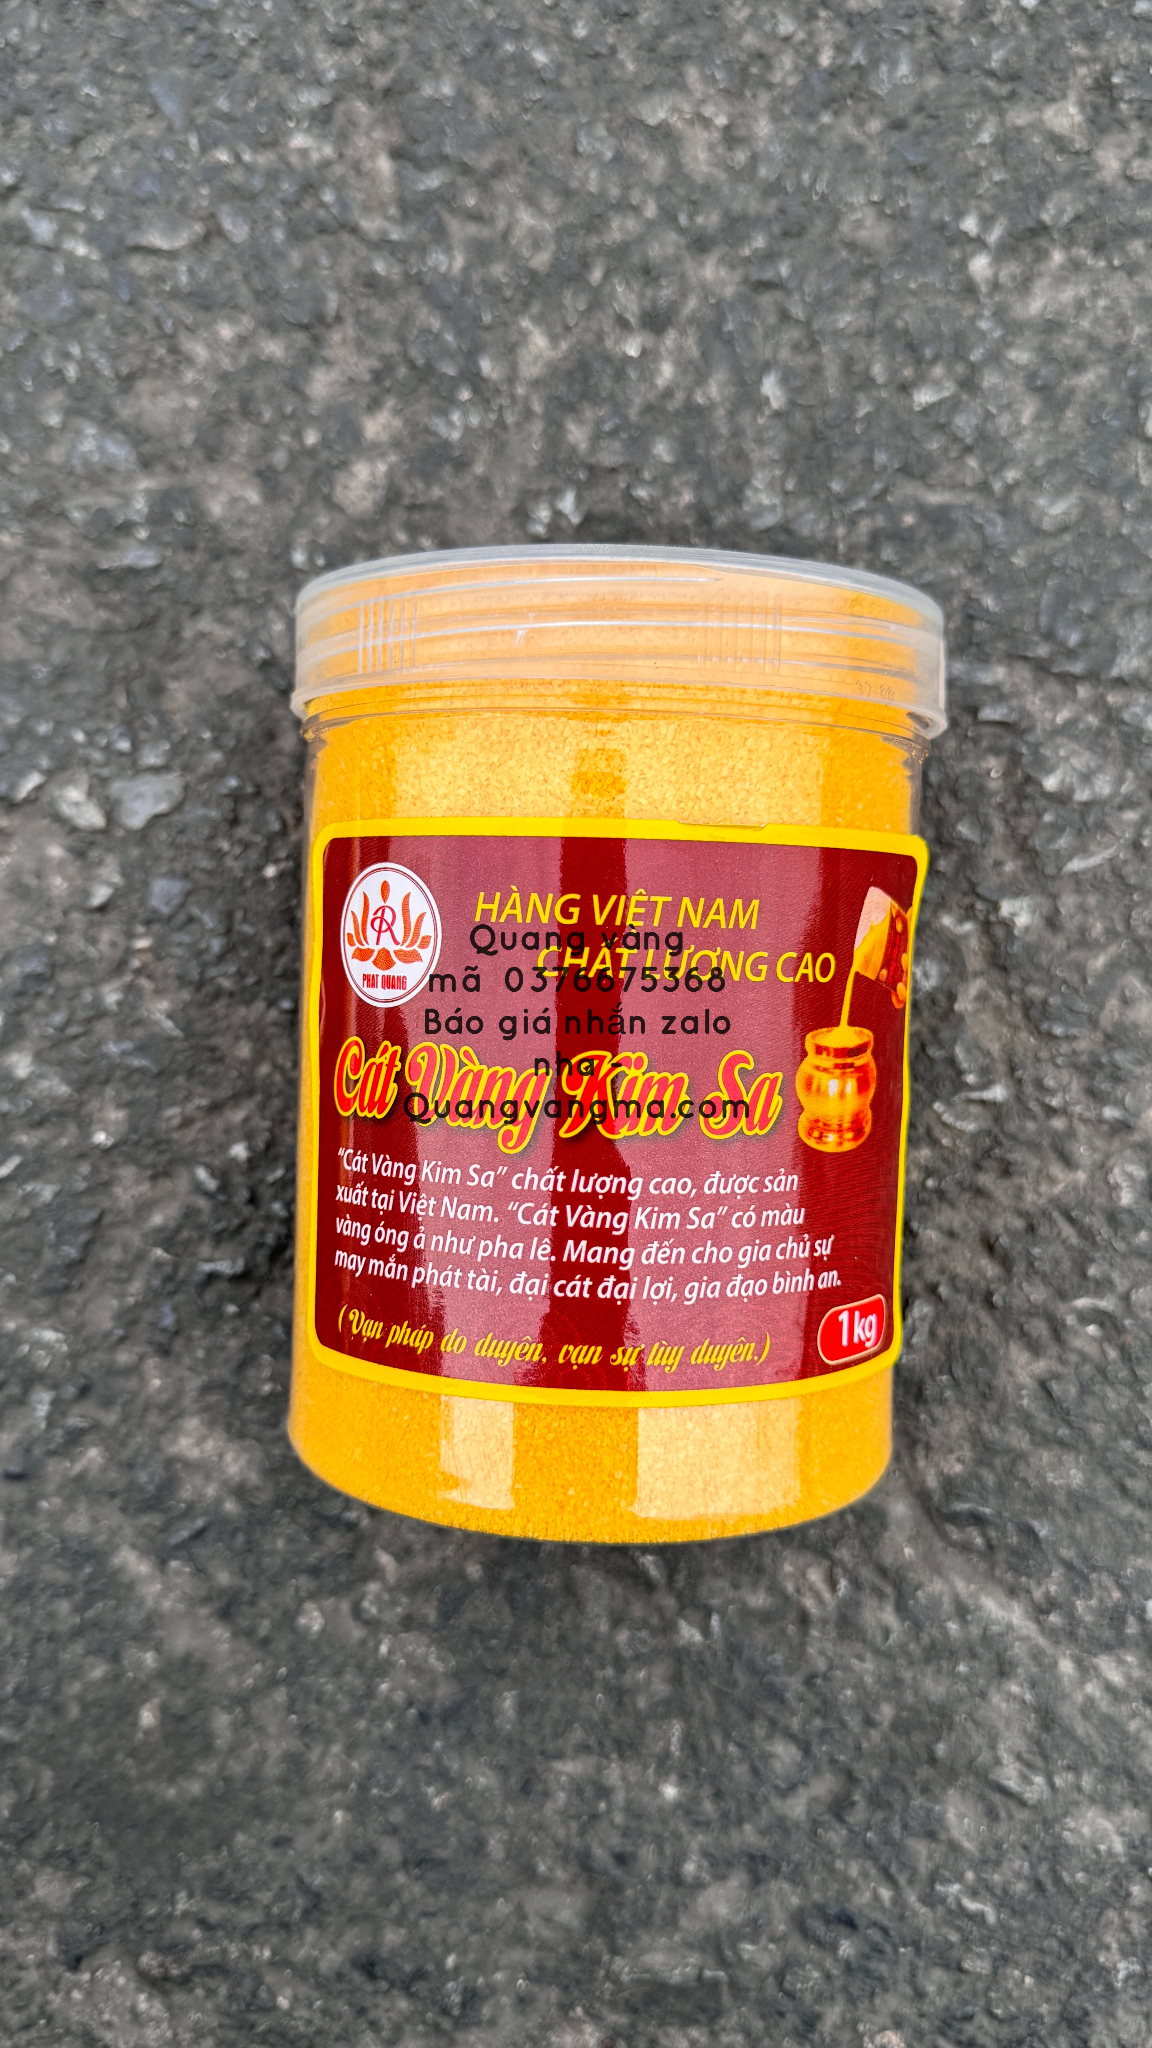 HÀNG VIỆT NAM
CHẤT LƯỢNG CAO
R
PHAT QUANG
Quang vàng
mã 0376675368
Báo giá nhắn zalo
nha -
Quangvangma.com
Cát Vàng Kim Sa
“Cát Vàng Kim Sa” chất lượng cao, được sản
xuất tại Việt Nam. “Cát Vàng Kim Sa” có màu
vàng óng ả như pha lê. Mang đến cho gia chủ sự
may mắn phát tài, đại cát đại lợi, gia đạo bình an.
(Vạn pháp do duyên, vạn sự tùy duyên.)
1kg